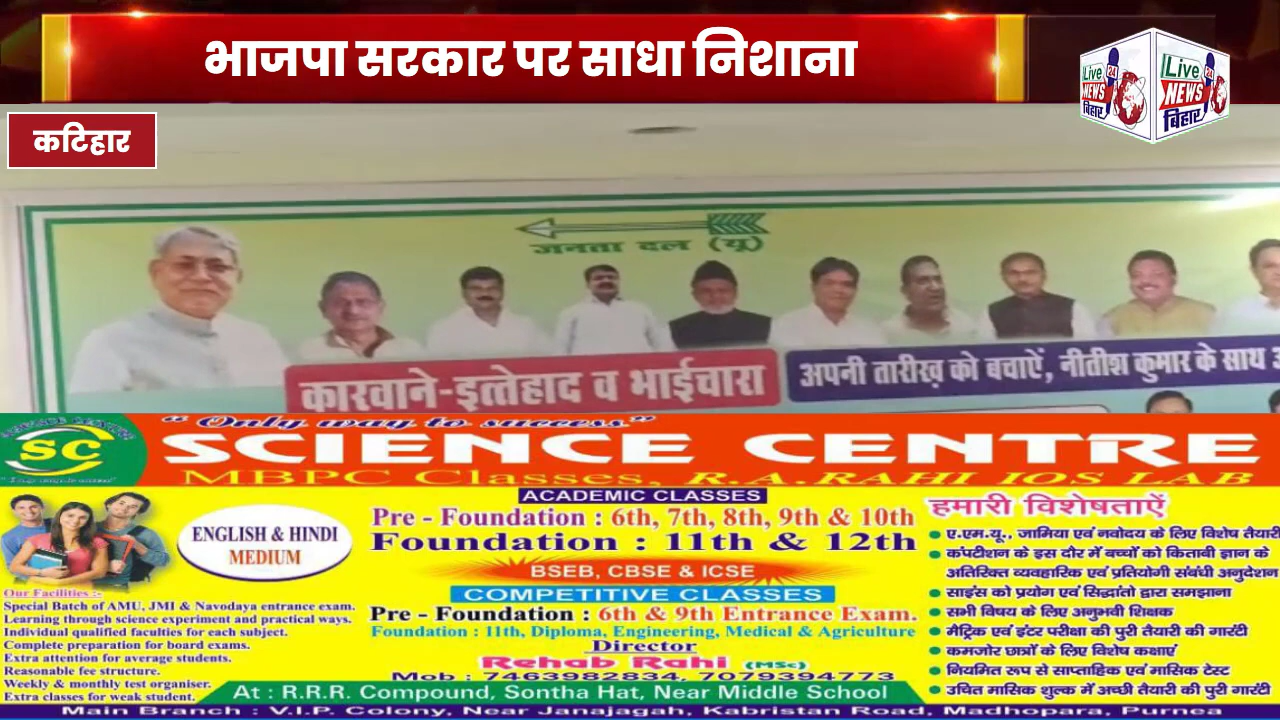 भाजपा सरकार पर साधा निशाना
Live
24
NEWS
बिहार
Live
24
NEWS
बिहार
कटिहार
जनता दल (यू)
कारवाने-इत्तेहाद व भाईचारा
अपनी तारीख़ को बचाऐं, नीतीश कुमार के साथ
SCIENCE CENTRE
SC
“Only way to success”
SCIENCE CENTRE
MBPC Classes, R.A RAHI IOS LAB
ENGLISH & HINDI
MEDIUM
Our Facilities :-
Special Batch of AMU, JMI & Navodaya entrance exam.
Learning through science experiment and practical ways.
Individual qualified faculties for each subject.
Complete preparation for board exams.
Extra attention for average students.
Reasonable fee structure.
Weekly & monthly test organiser.
Extra classes for weak student.
ACADEMIC CLASSES
Pre - Foundation : 6th, 7th, 8th, 9th & 10th
Foundation : 11th & 12th
BSEB, CBSE & ICSE
COMPETITIVE CLASSES
Pre - Foundation : 6th & 9th Entrance Exam.
Foundation : 11th, Diploma, Engineering, Medical & Agriculture
Director
Rehab Rahi (MSc)
Mob : 7463982834, 7079394773
हमारी विशेषताऐं
ए.एम.यू., जामिया एवं नवोदय के लिए विशेष तैयारी
कंपटीशन के इस दौर में बच्चों को किताबी ज्ञान के
अतिरिक्त व्यवहारिक एवं प्रतियोगी संबंधी अनुदेशन
साइंस को प्रयोग एवं सिद्धांतो द्वारा समझाना
सभी विषय के लिए अनुभवी शिक्षक
मैट्रिक एवं इंटर परीक्षा की पुरी तैयारी की गारंटी
कमजोर छात्रों के लिए विशेष कक्षाएं
नियमित रूप से साप्ताहिक एवं मासिक टेस्ट
उचित मासिक शुल्क में अच्छी तैयारी की पुरी गारंटी
At : R.R.R. Compound, Sontha Hat, Near Middle School
Main Branch : V.I.P. Colony, Near Janajagah, Kabristan Road, Madhopara, Purnea